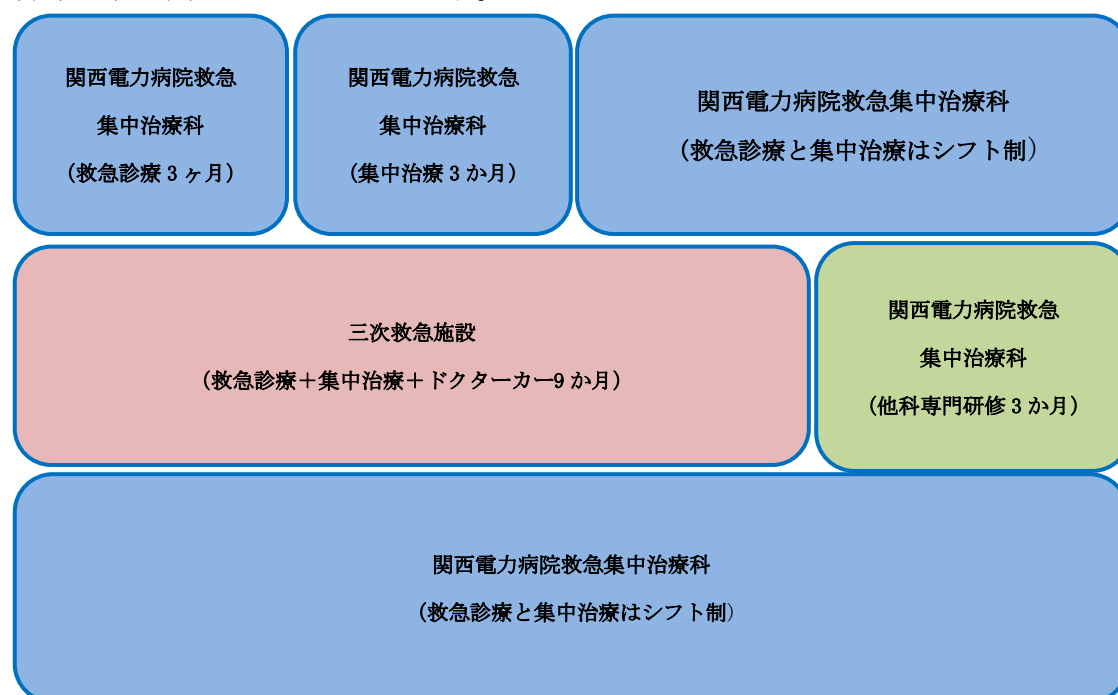 関西電力病院救急
集中治療科
(救急診療 3 ヶ月)
関西電力病院救急
集中治療科
(集中治療 3 か月)
関西電力病院救急集中治療科
(救急診療と集中治療はシフト制)
三次救急施設
(救急診療＋集中治療＋ドクターカー9 か月)
関西電力病院救急
集中治療科
(他科専門研修 3 か月)
関西電力病院救急集中治療科
(救急診療と集中治療はシフト制)